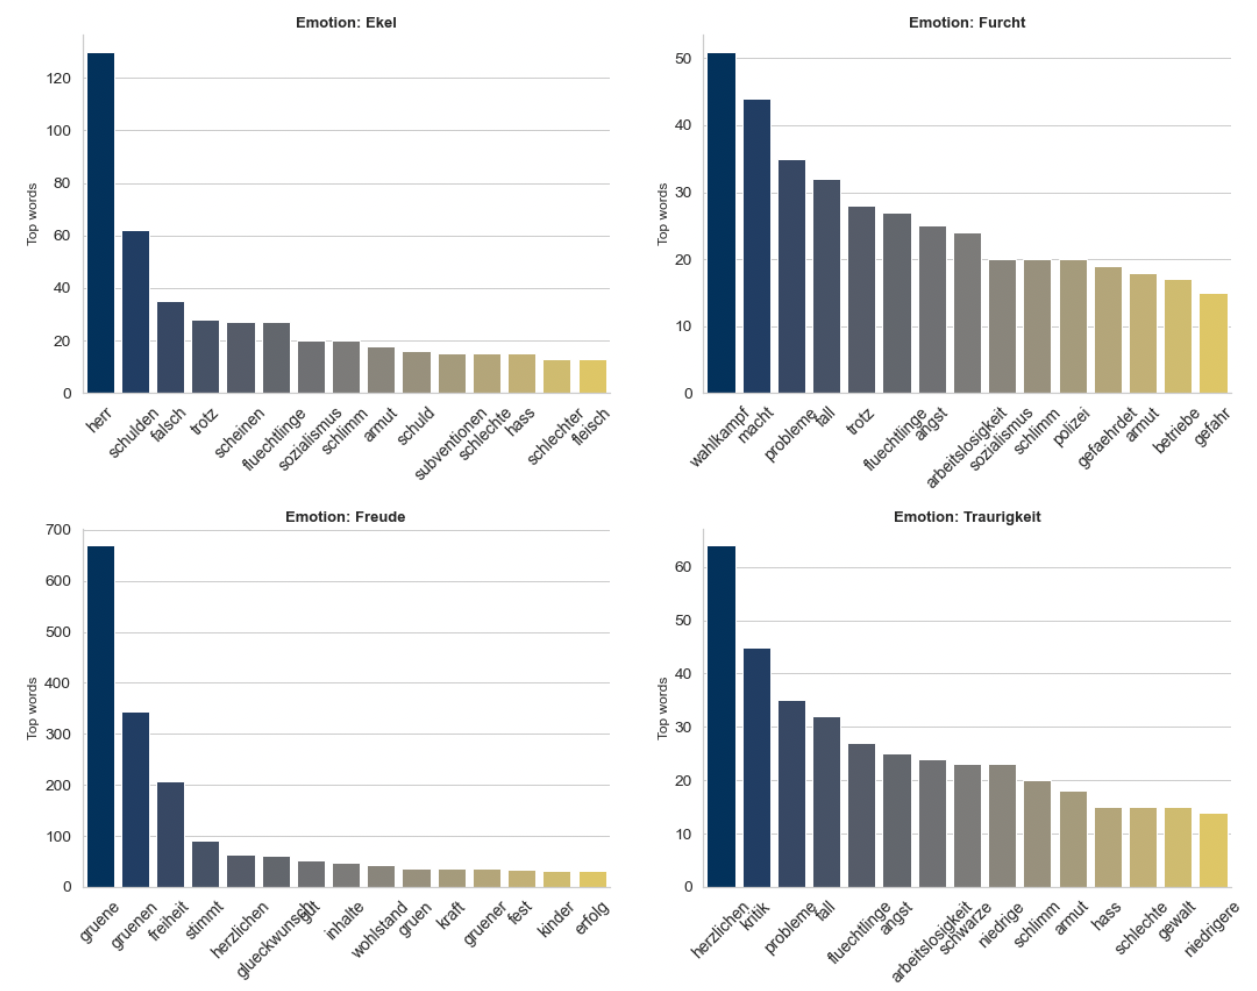 Emotion: Ekel
Top words
120
100
80
60
40
20
0
herr
schulden
falsch
trotz
scheinen
fluechtlinge
sozialismus
schlimm
armut
schuld
subventionen
schlechte
hass
schlechter
fleisch
Emotion: Furcht
Top words
50
40
30
20
10
0
wahlkampf
macht
probleme
fall
trotz
fluechtlinge
angst
arbeitslosigkeit
sozialismus
schlimm
polizei
gefaehrdet
armut
betriebe
gefahr
Emotion: Freude
Top words
700
600
500
400
300
200
100
0
gruene
gruenen
freiheit
stimmt
herzlichen
glueckwunsch
gut
inhalte
wohlstand
gruen
kraft
gruener
fest
kinder
erfolg
Emotion: Traurigkeit
Top words
60
50
40
30
20
10
0
herzlichen
kritik
probleme
fall
fluechtlinge
angst
arbeitslosigkeit
schwarze
niedrige
schlimm
armut
hass
schlechte
gewalt
niedrigere